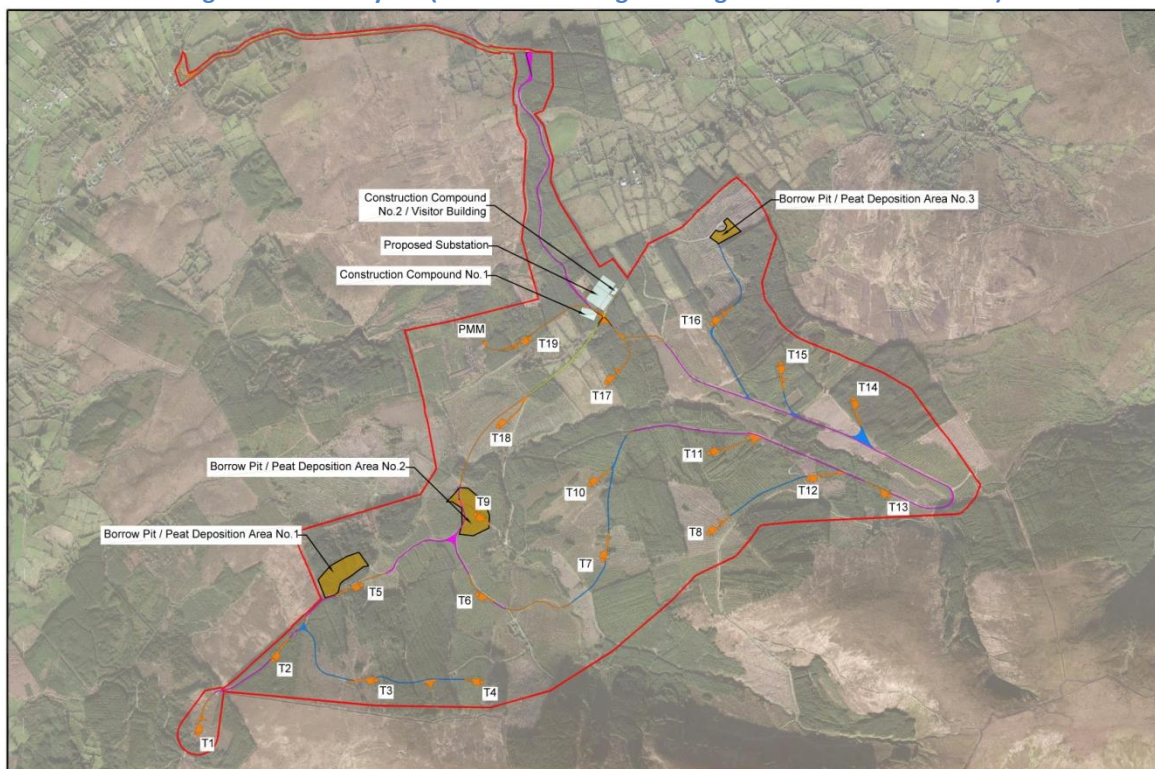 Construction Compound
No.2 / Visitor Building
Borrow Pit / Peat Deposition Area No.3
Proposed Substation
Construction Compound No.1
T16
PMM
T19
T15
T17
T14
T18
T11
Borrow Pit / Peat Deposition Area No.2
T9
T10
T12
T13
Borrow Pit / Peat Deposition Area No.1
T8
T7
T5
T6
T2
T3
T4
T1